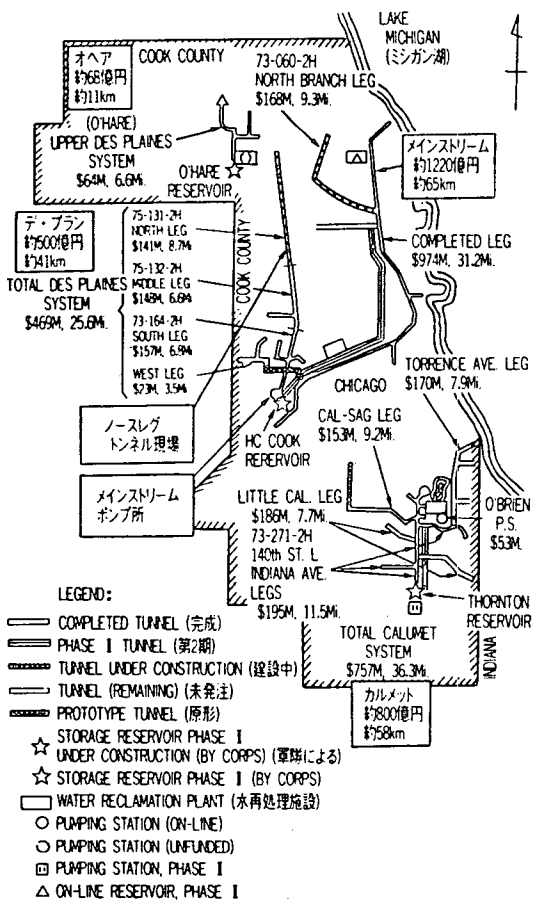 LAKE
MICHIGAN
(ミシガン湖)
オヘア
約68億円
約11km
COOK COUNTY
73-060-2H
NORTH BRANCH LEG
$168M, 9.3Mi.
(O'HARE)
UPPER DES PLAINES
SYSTEM
$64M, 6.6Mi.
O'HARE
RESERVOIR
メインストリーム
約1220億円
約65km
COMPLETED LEG
$974M, 31.2Mi.
デ・プラン
約500億円
約41km
TOTAL DES PLAINES
SYSTEM
$469M, 25.6Mi.
75-131-2H
NORTH LEG
$141M, 8.7Mi.
75-132-2H
MIDDLE LEG
$148M, 6.6Mi.
73-164-2H
SOUTH LEG
$157M, 6.9Mi.
WEST LEG
$23M, 3.5Mi.
COOK COUNTY
ノースレグ
トンネル現場
メインストリーム
ポンプ所
HC COOK
RERERVOIR
CHICAGO
TORRENCE AVE. LEG
$170M, 7.9Mi.
CAL-SAG LEG
$153M, 9.2Mi.
LITTLE CAL. LEG
$186M, 7.7Mi.
73-271-2H
140th ST. L
INDIANA AVE.
LEGS
$195M, 11.5Mi.
O'BRIEN
P.S.
$53M.
THORNTON
RESERVOIR
TOTAL CALUMET
SYSTEM
$757M, 36.3Mi.
INDIANA
カルメット
約800億円
約58km
LEGEND:
COMPLETED TUNNEL (完成)
PHASE II TUNNEL (第2期)
TUNNEL UNDER CONSTRUCTION (建設中)
TUNNEL (REMAINING) (未発注)
PROTOTYPE TUNNEL (原形)
STORAGE RESERVOIR PHASE II
UNDER CONSTRUCTION (BY CORPS) (軍隊による)
STORAGE RESERVOIR PHASE II (BY CORPS)
WATER RECLAMATION PLANT (水再処理施設)
PUMPING STATION (ON-LINE)
PUMPING STATION (UNFUNDED)
PUMPING STATION, PHASE II
ON-LINE RESERVOIR, PHASE II